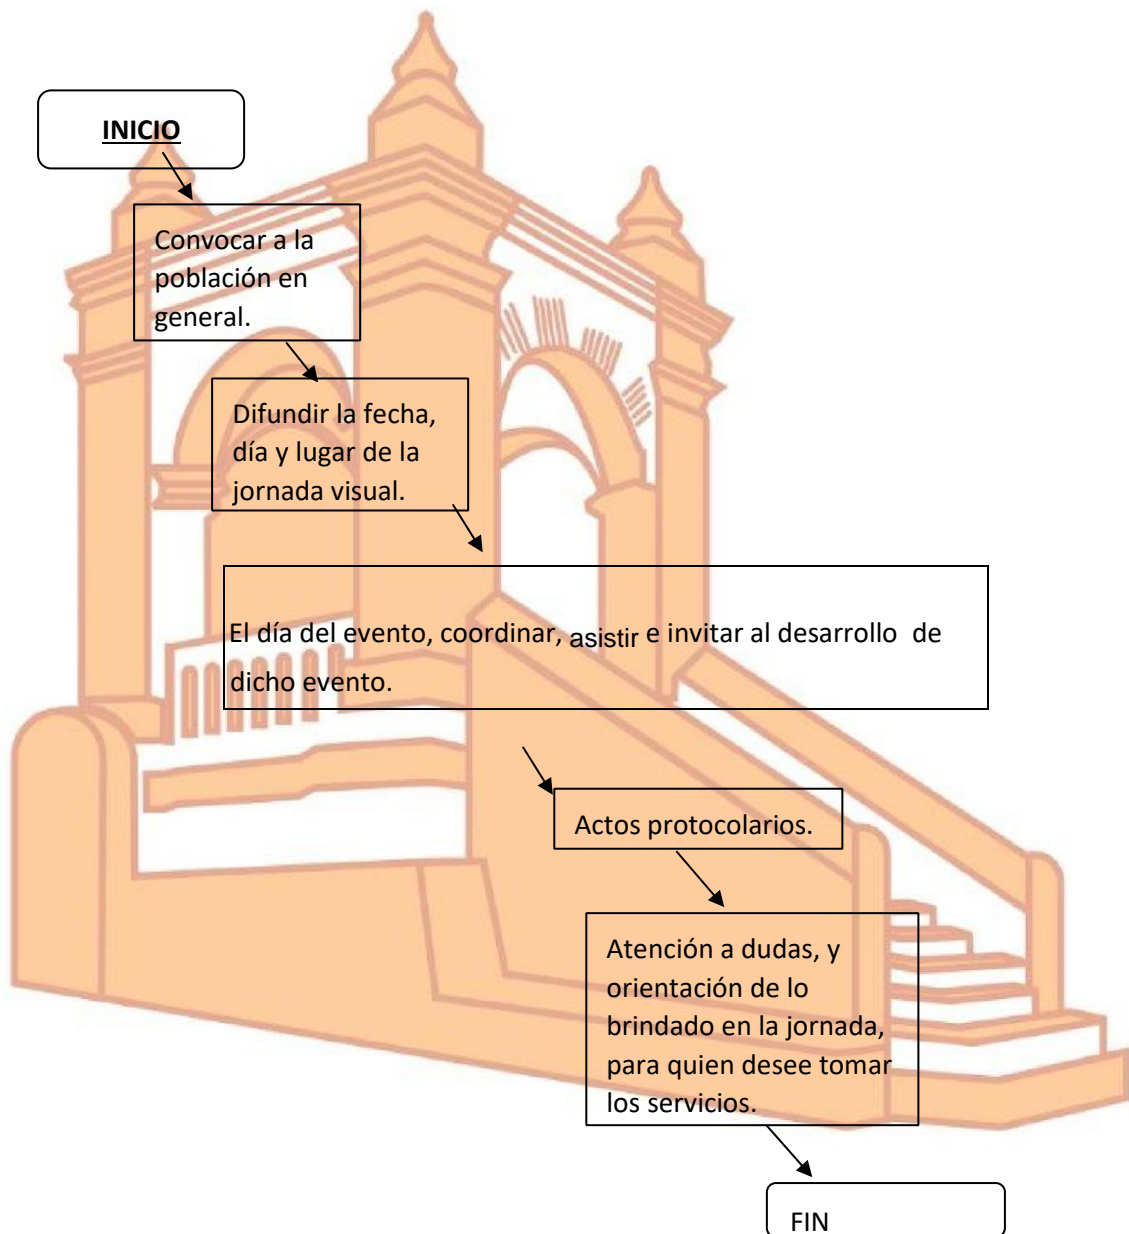 INICIO
Convocar a la
población en
general.
Difundir la fecha,
día y lugar de la
jornada visual.
El día del evento, coordinar, asistir e invitar al desarrollo de
dicho evento.
Actos protocolarios.
Atención a dudas, y
orientación de lo
brindado en la jornada,
para quien desee tomar
los servicios.
FIN